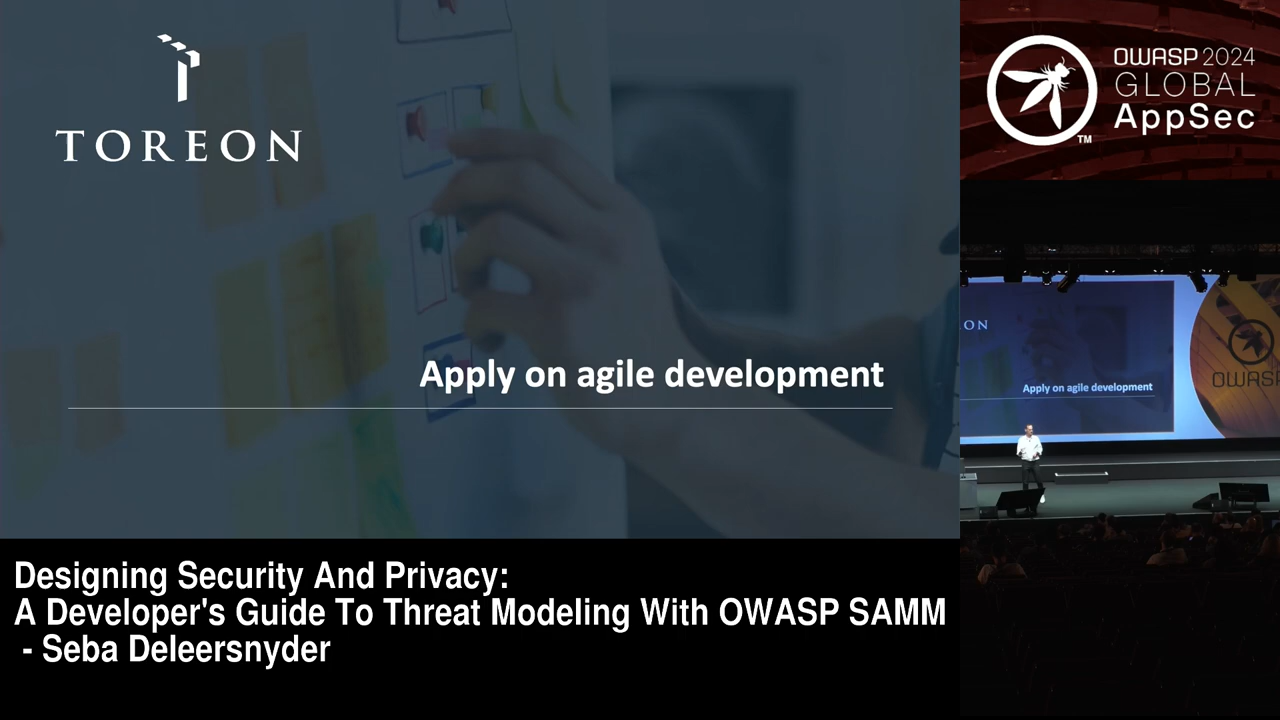 TOREON
Apply on agile development
OWASP 2024
GLOBAL
AppSec
TM
ON
Apply on agile development
OWASP
Designing Security And Privacy:
A Developer's Guide To Threat Modeling With OWASP SAMM
- Seba Deleersnyder